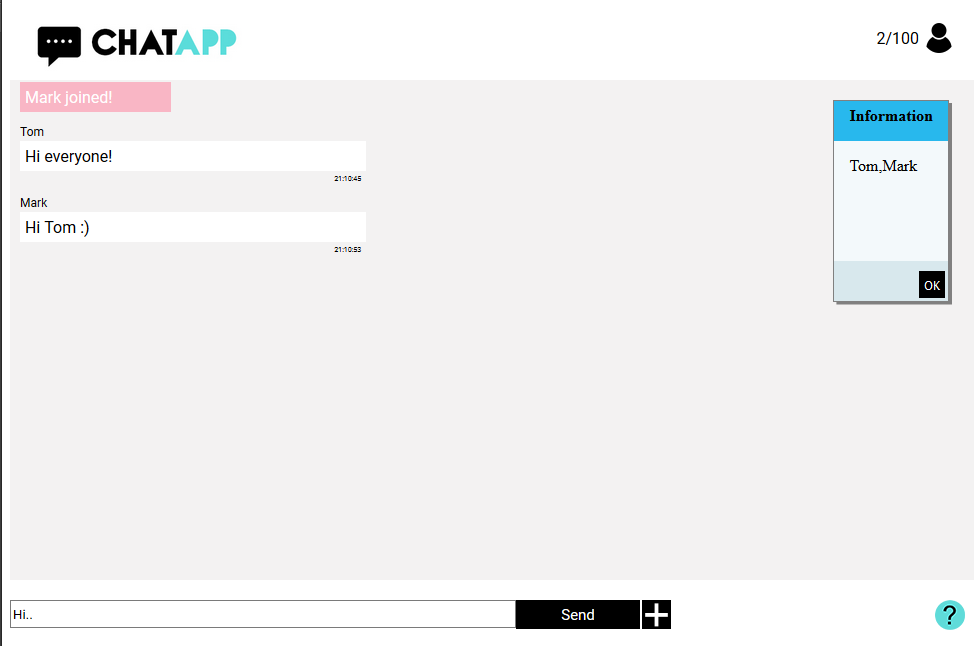 CHATAPP
2/100
Mark joined!
Tom
Hi everyone!
21:10:45
Mark
Hi Tom :)
21:10:53
Information
Tom,Mark
OK
Hi..
Send
?